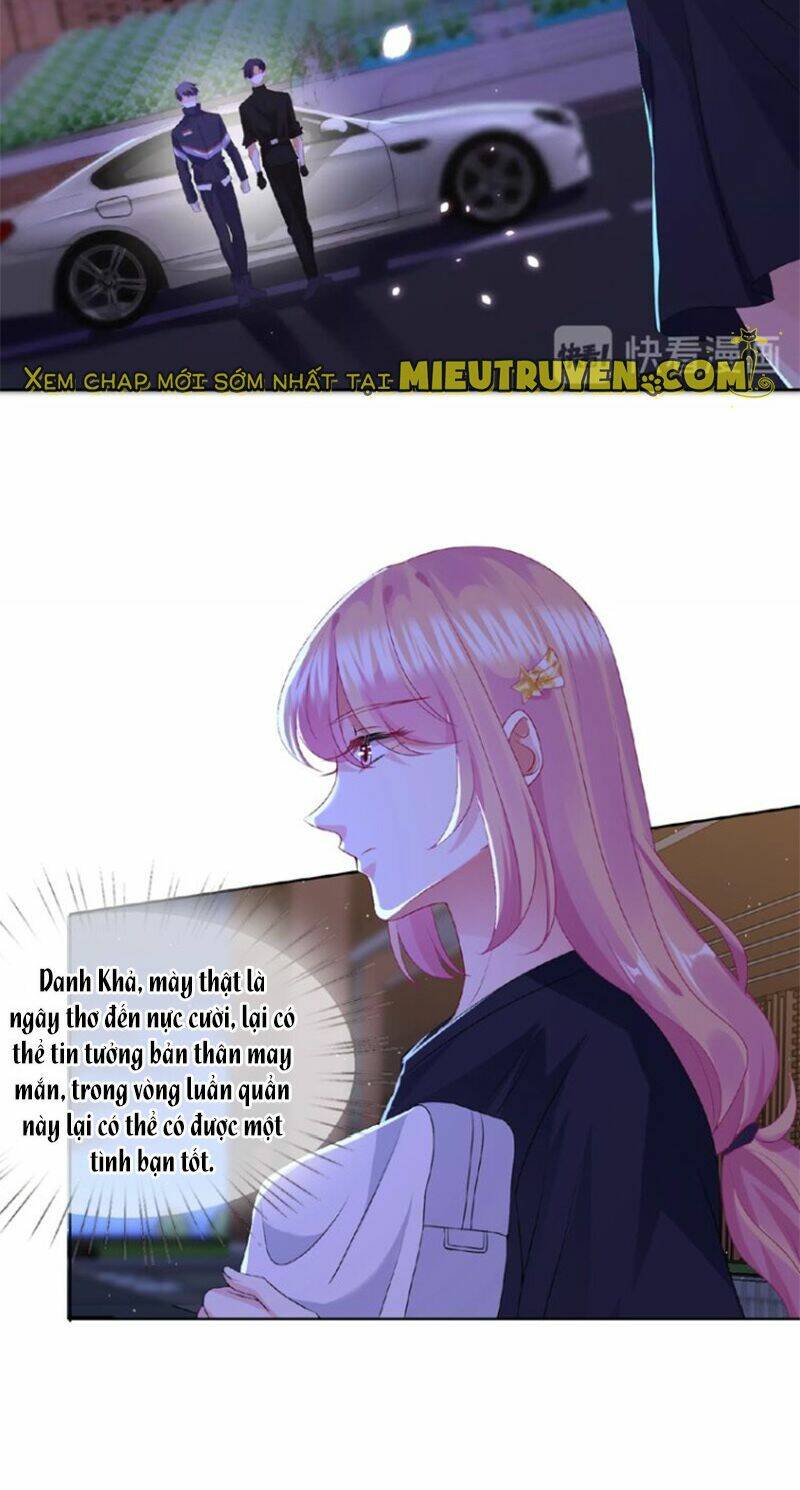 快看! 快看漫画
XEM CHAP MỚI SỚM NHẤT TẠI MIEUTRUYEN.COM
Danh Khả, mày thật là
ngây thơ đến nực cười, lại có
thể tin tưởng bản thân may
mắn, trong vòng luẩn quẩn
này lại có thể có được một
tình bạn tốt.